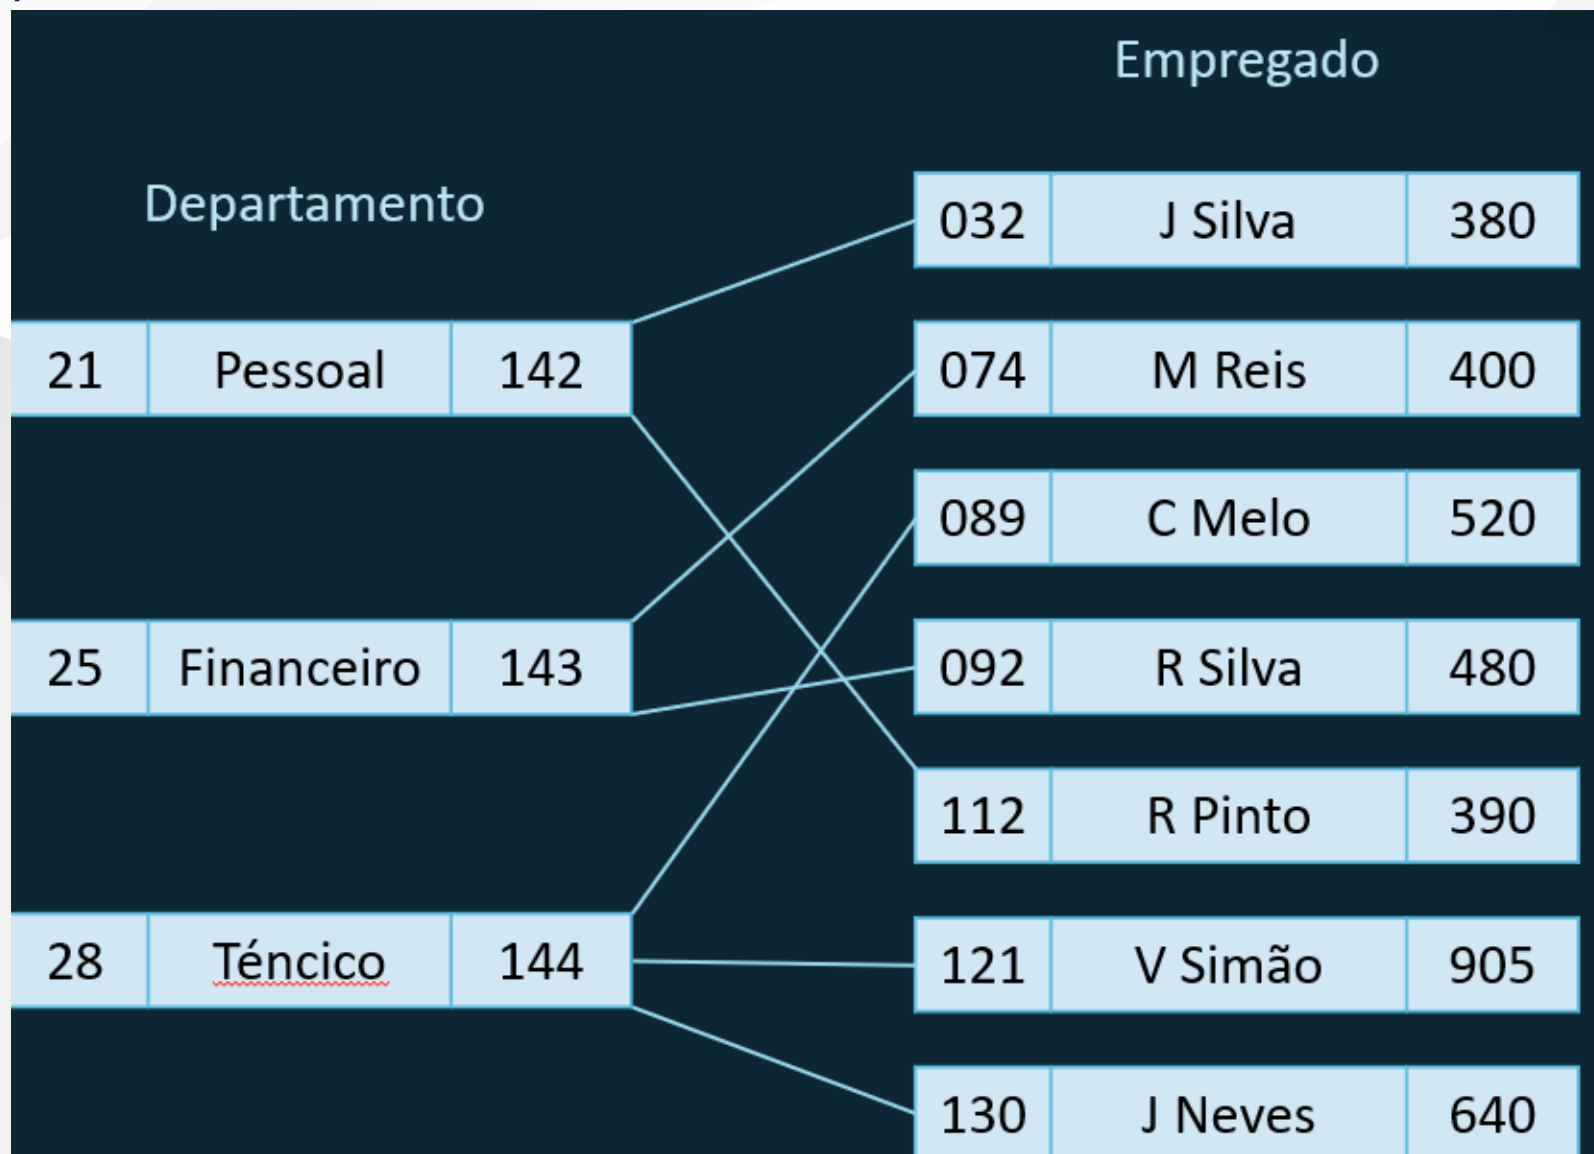 Empregado
Departamento
032 J Silva 380
21 Pessoal 142
074 M Reis 400
089 C Melo 520
25 Financeiro 143
092 R Silva 480
112 R Pinto 390
28 Téncico 144
121 V Simão 905
130 J Neves 640